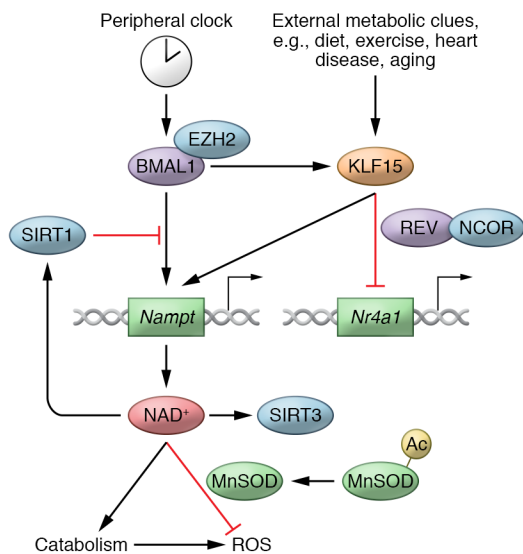 Peripheral clock
External metabolic clues,
e.g., diet, exercise, heart
disease, aging
EZH2
BMAL1
KLF15
SIRT1
REV
NCOR
Nampt
Nr4a1
NAD⁺
SIRT3
Ac
MnSOD
MnSOD
Catabolism
ROS